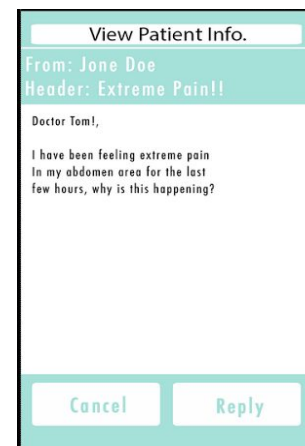 View Patient Info.
From: Jone Doe
Header: Extreme Pain!!
Doctor Tom!,
I have been feeling extreme pain
In my abdomen area for the last
few hours, why is this happening?
Cancel
Reply